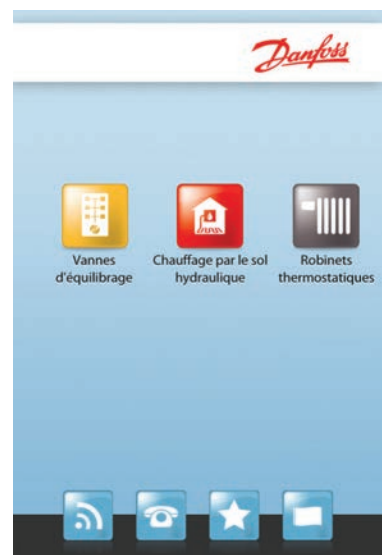 Danfoss
Vannes
d'équilibrage
Chauffage par le sol
hydraulique
Robinets
thermostatiques